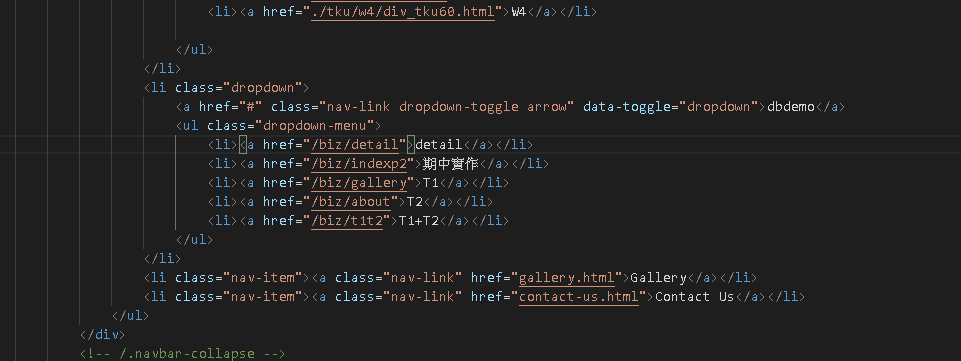 <li><a href="./tku/w4/div_tku60.html">W4</a></li>
</ul>
</li>
<li class="dropdown">
<a href="#" class="nav-link dropdown-toggle arrow" data-toggle="dropdown">dbdemo</a>
<ul class="dropdown-menu">
<li><a href="/biz/detail">detail</a></li>
<li><a href="/biz/indexp2">期中實作</a></li>
<li><a href="/biz/gallery">T1</a></li>
<li><a href="/biz/about">T2</a></li>
<li><a href="/biz/t1t2">T1+T2</a></li>
</ul>
</li>
<li class="nav-item"><a class="nav-link" href="gallery.html">Gallery</a></li>
<li class="nav-item"><a class="nav-link" href="contact-us.html">Contact Us</a></li>
</ul>
</div>
<!-- /.navbar-collapse -->